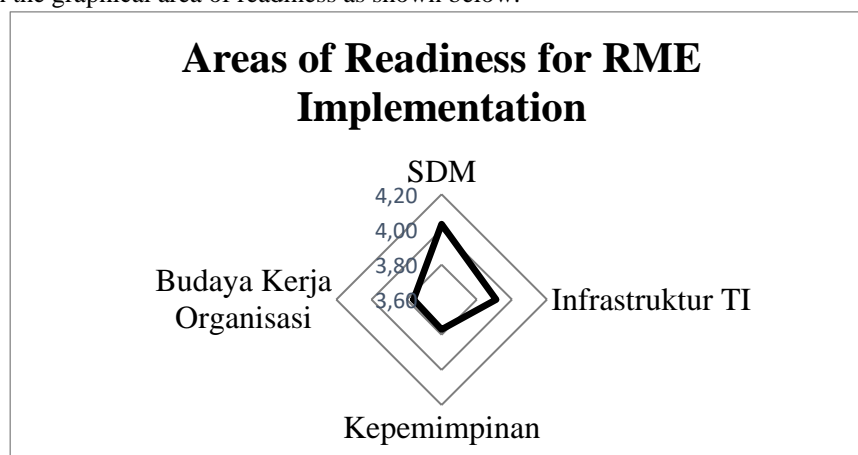 the graphical area of readiness as shown below.
Areas of Readiness for RME
Implementation
SDM
4,20
4,00
3,80
3,60
Budaya Kerja
Organisasi
Infrastruktur TI
Kepemimpinan